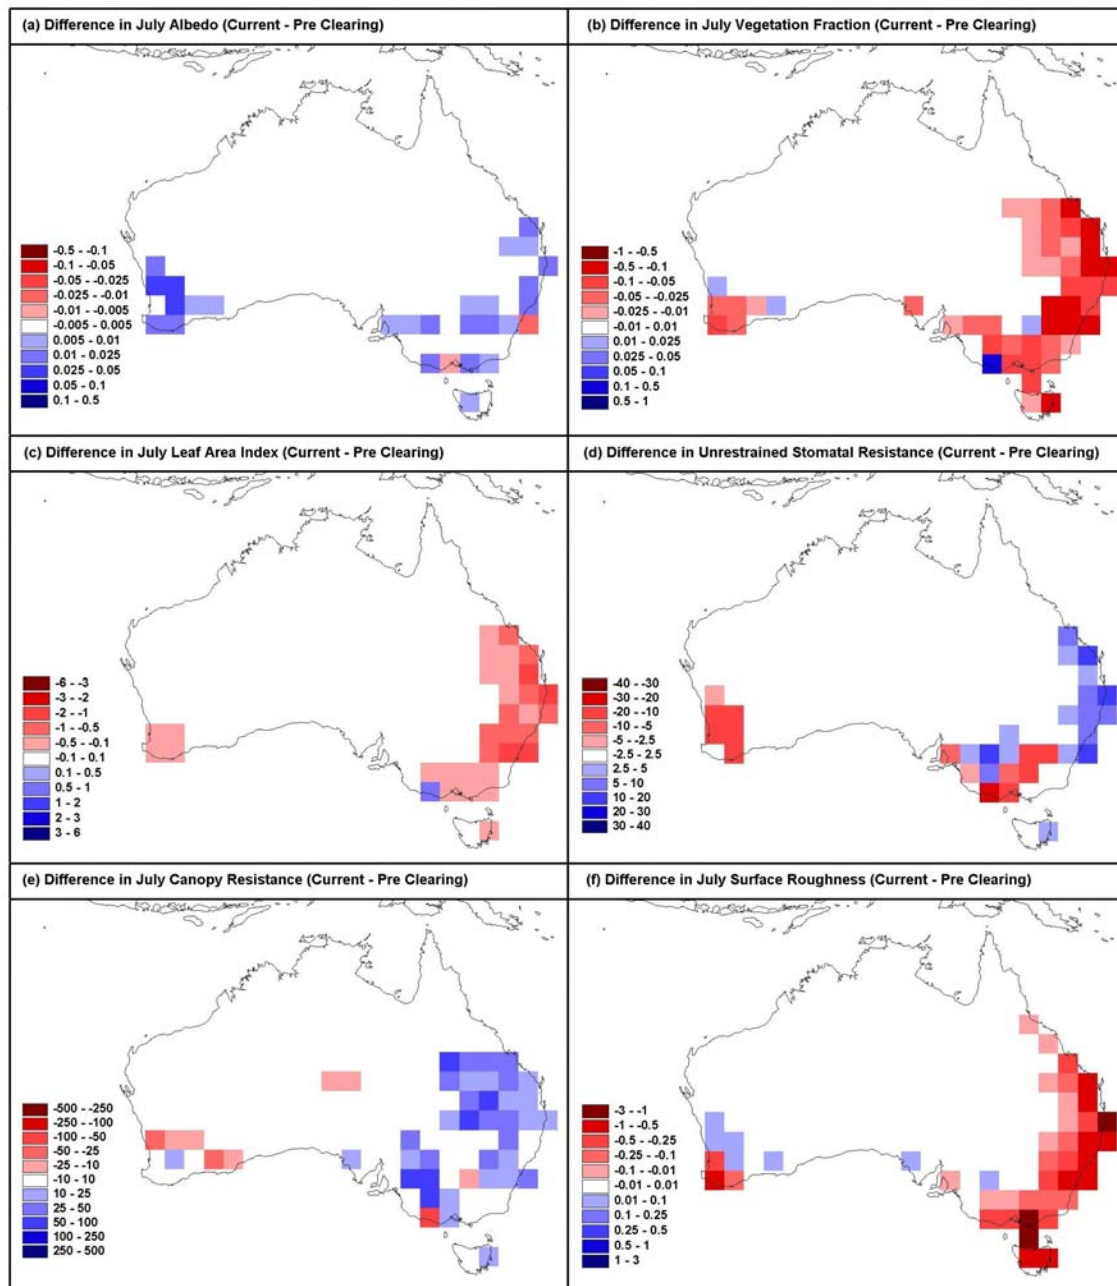 (a) Difference in July Albedo (Current - Pre Clearing)
-0.5 - -0.1
-0.1 - -0.05
-0.05 - -0.025
-0.025 - -0.01
-0.01 - -0.005
-0.005 - 0.005
0.005 - 0.01
0.01 - 0.025
0.025 - 0.05
0.05 - 0.1
0.1 - 0.5
(b) Difference in July Vegetation Fraction (Current - Pre Clearing)
-1 - -0.5
-0.5 - -0.1
-0.1 - -0.05
-0.05 - -0.025
-0.025 - -0.01
-0.01 - 0.01
0.01 - 0.025
0.025 - 0.05
0.05 - 0.1
0.1 - 0.5
0.5 - 1
(c) Difference in July Leaf Area Index (Current - Pre Clearing)
-6 - -3
-3 - -2
-2 - -1
-1 - -0.5
-0.5 - -0.1
-0.1 - 0.1
0.1 - 0.5
0.5 - 1
1 - 2
2 - 3
3 - 6
(d) Difference in Unrestrained Stomatal Resistance (Current - Pre Clearing)
-40 - -30
-30 - -20
-20 - -10
-10 - -5
-5 - -2.5
-2.5 - 2.5
2.5 - 5
5 - 10
10 - 20
20 - 30
30 - 40
(e) Difference in July Canopy Resistance (Current - Pre Clearing)
-500 - -250
-250 - -100
-100 - -50
-50 - -25
-25 - -10
-10 - 10
10 - 25
25 - 50
50 - 100
100 - 250
250 - 500
(f) Difference in July Surface Roughness (Current - Pre Clearing)
-3 - -1
-1 - -0.5
-0.5 - -0.25
-0.25 - -0.1
-0.1 - -0.01
-0.01 - 0.01
0.01 - 0.1
0.1 - 0.25
0.25 - 0.5
0.5 - 1
1 - 3